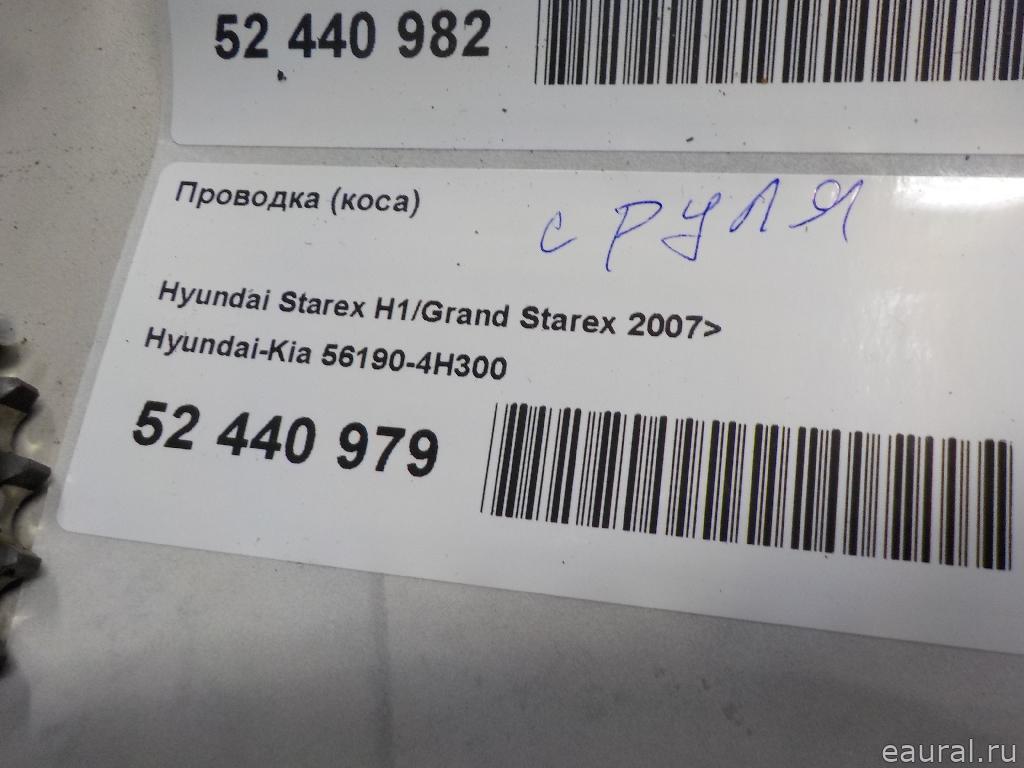 52 440 982
Проводка (коса)
с РУЛЯ
Hyundai Starex H1/Grand Starex 2007>
Hyundai-Kia 56190-4H300
52 440 979
eaural.ru